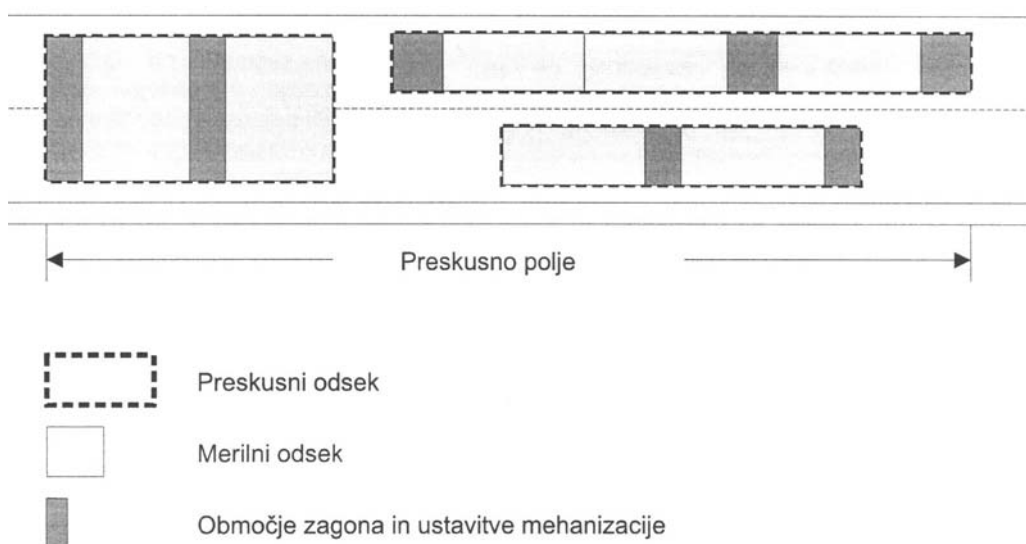 Preskusno polje
Preskusni odsek
Merilni odsek
Območje zagona in ustavitve mehanizacije